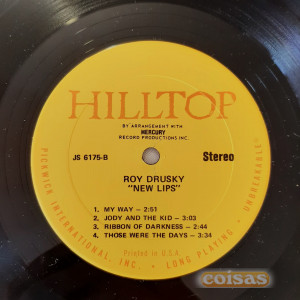 HILLTOP
BY ARRANGEMENT WITH
MERCURY
RECORD PRODUCTIONS INC.
JS 6175-B
Stereo
ROY DRUSKY
"NEW LIPS"
1. MY WAY – 2:51
2. JODY AND THE KID – 3:03
3. RIBBON OF DARKNESS – 2:44
4. THOSE WERE THE DAYS – 3:34
Printed in U.S.A.
PICKWICK INTERNATIONAL, INC. • LONG PLAYING • UNBREAKABLE
coisas